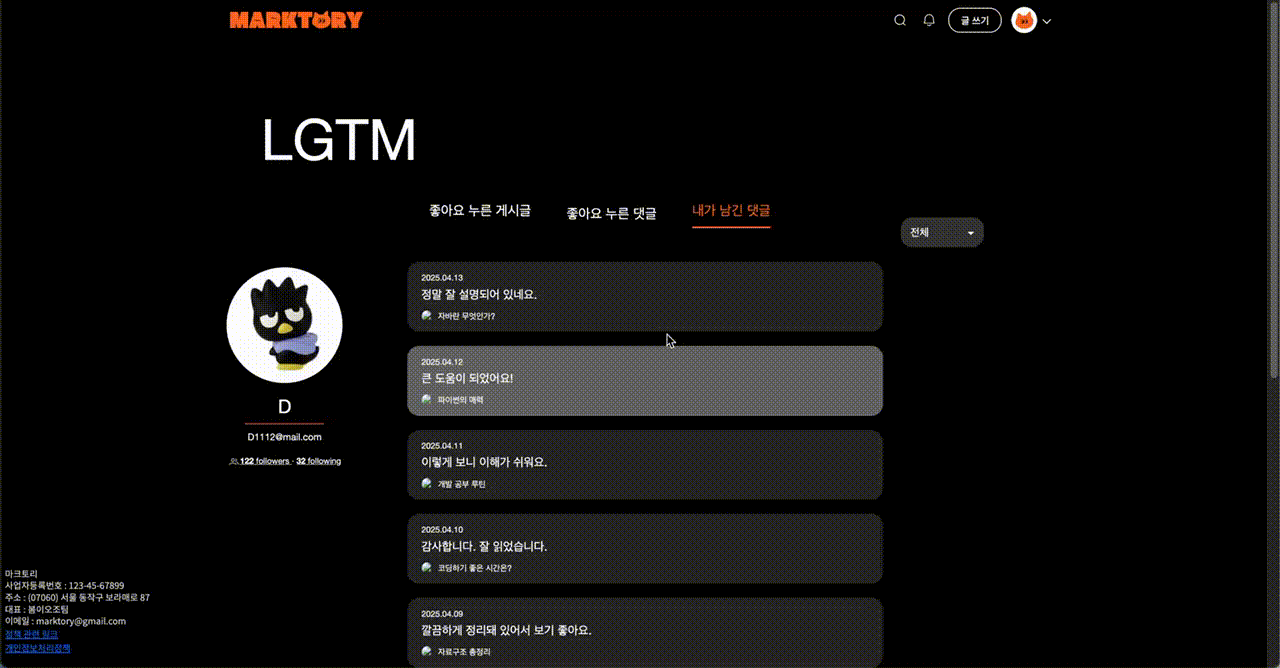 MARKTORY
글 쓰기
LGTM
좋아요 누른 게시글
좋아요 누른 댓글
내가 남긴 댓글
전체
D
D1112@mail.com
122 followers · 32 following
2025.04.13
정말 잘 설명되어 있네요.
자바란 무엇인가?
2025.04.12
큰 도움이 되었어요!
파이썬의 매력
2025.04.11
이렇게 보니 이해가 쉬워요.
개발 공부 루틴
2025.04.10
감사합니다. 잘 읽었습니다.
코딩하기 좋은 시간은?
2025.04.09
깔끔하게 정리돼 있어서 보기 좋아요.
자료구조 총정리
마크토리
사업자등록번호 : 123-45-67899
주소 : (07060) 서울 동작구 보라매로 87
대표 : 봄이오조팀
이메일 : marktory@gmail.com
정책 관련 링크
개인정보처리정책